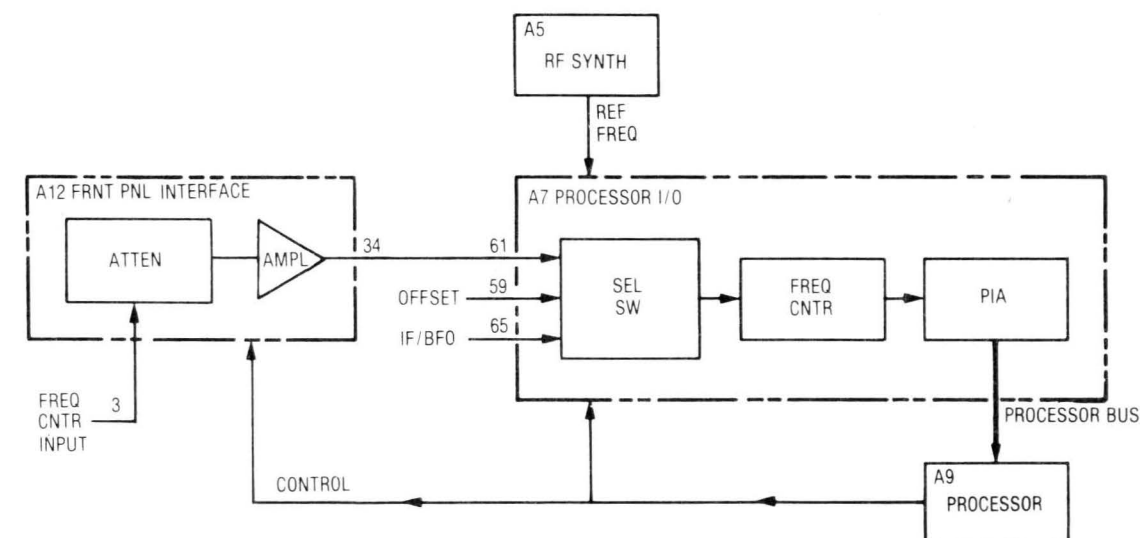 A5
RF SYNTH
REF
FREQ
A12 FRNT PNL INTERFACE
ATTEN
AMPL
34
61
A7 PROCESSOR I/O
OFFSET
59
IF/BFO
65
SEL
SW
FREQ
CNTR
PIA
FREQ
CNTR
INPUT
3
PROCESSOR BUS
CONTROL
A9
PROCESSOR